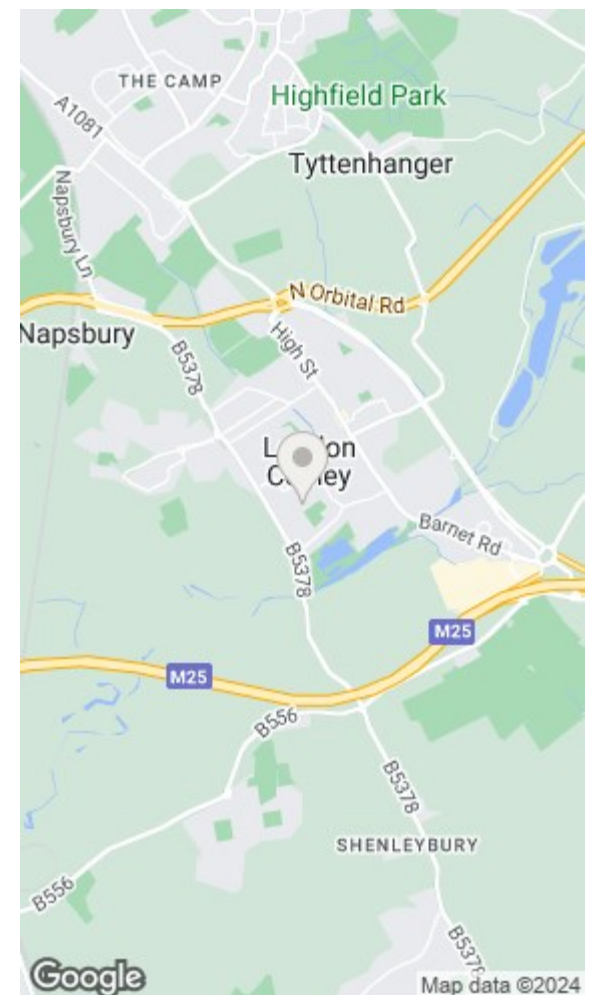 THE CAMP
Highfield Park
A1081
Tyttenhanger
Napsbury Ln
N Orbital Rd
Napsbury
High St
B5378
Barnet Rd
B5378
M25
M25
B556
B5378
SHENLEYBURY
B556
B5378
Google
Map data ©2024